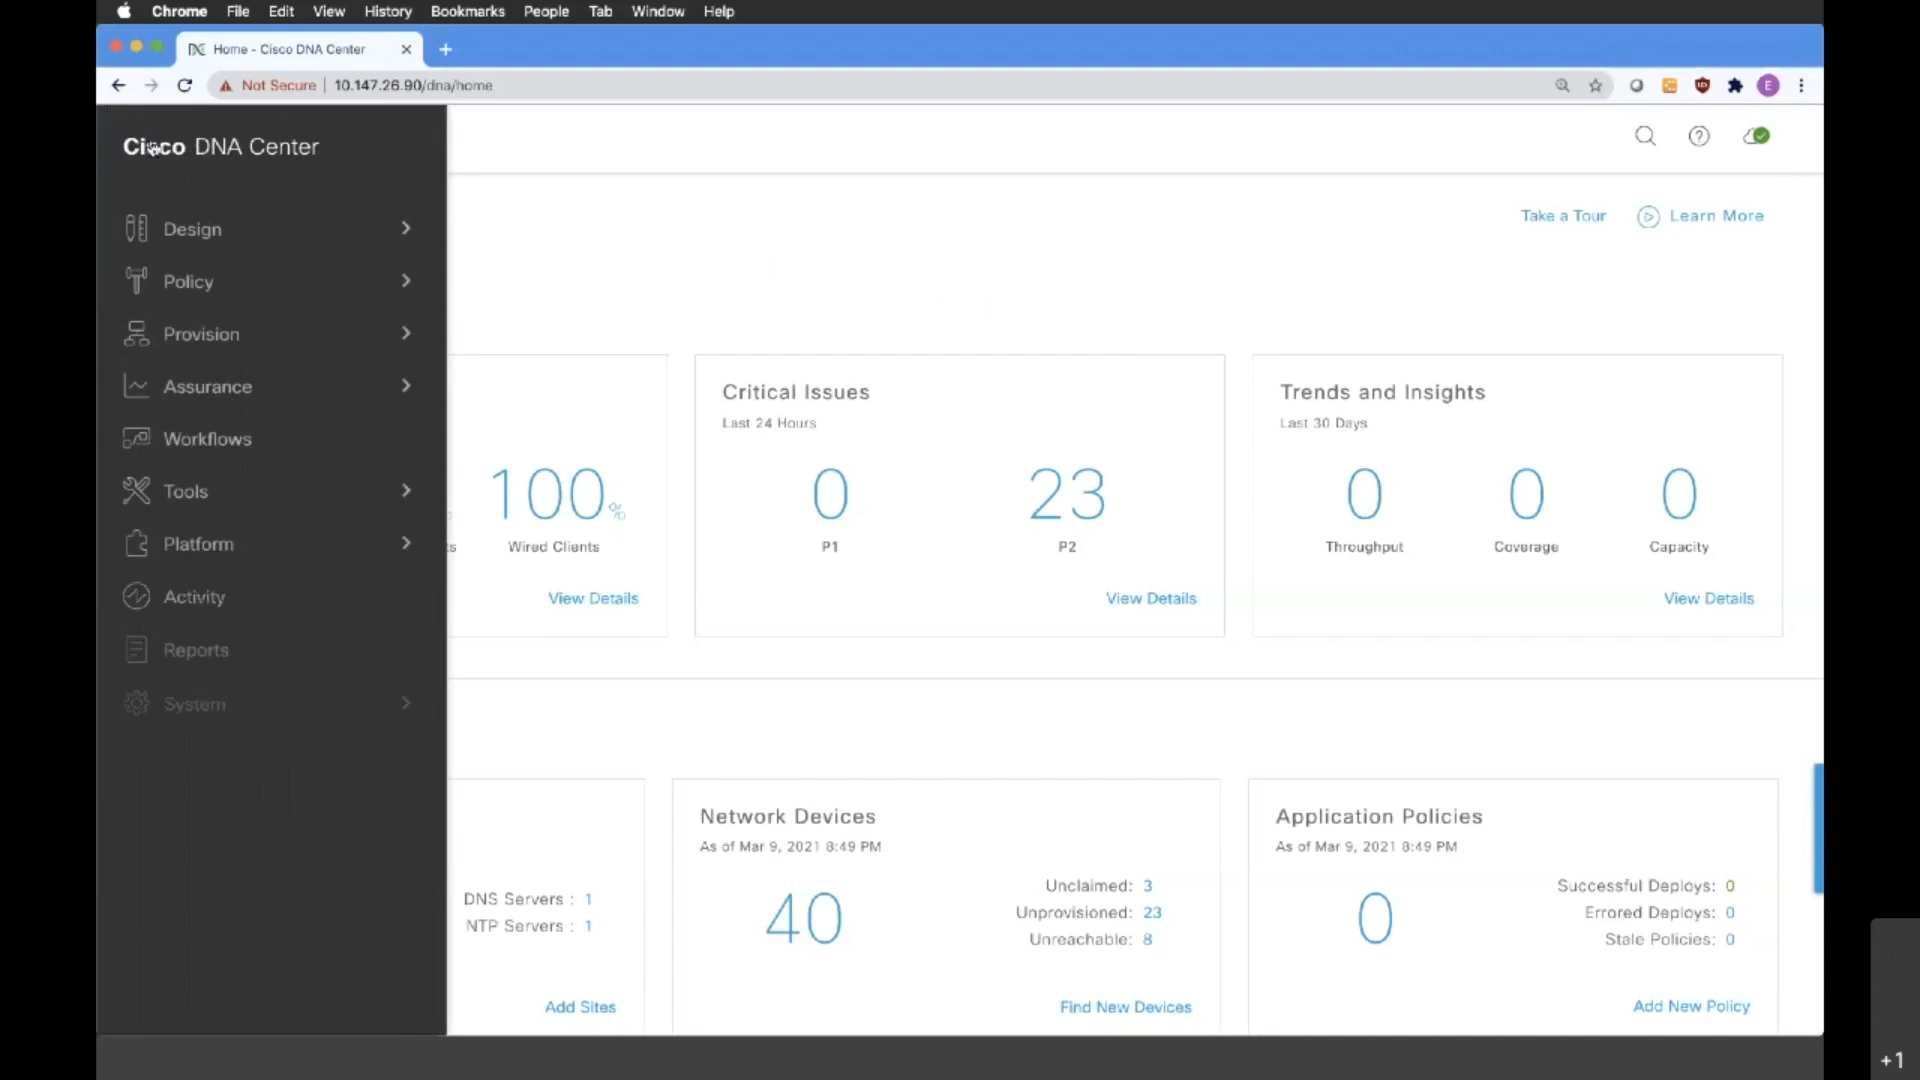 Chrome File Edit View History Bookmarks People Tab Window Help
Home - Cisco DNA Center
Not Secure | 10.147.26.90/dna/home
E
Cisco DNA Center
Design
Policy
Provision
Assurance
Workflows
Tools
Platform
Activity
Reports
System
Take a Tour Learn More
100%
Wired Clients
View Details
Critical Issues
Last 24 Hours
0 23
P1 P2
View Details
Trends and Insights
Last 30 Days
0 0 0
Throughput Coverage Capacity
View Details
DNS Servers : 1
NTP Servers : 1
Add Sites
Network Devices
As of Mar 9, 2021 8:49 PM
40
Unclaimed: 3
Unprovisioned: 23
Unreachable: 8
Find New Devices
Application Policies
As of Mar 9, 2021 8:49 PM
0
Successful Deploys: 0
Errored Deploys: 0
Stale Policies: 0
Add New Policy
+1